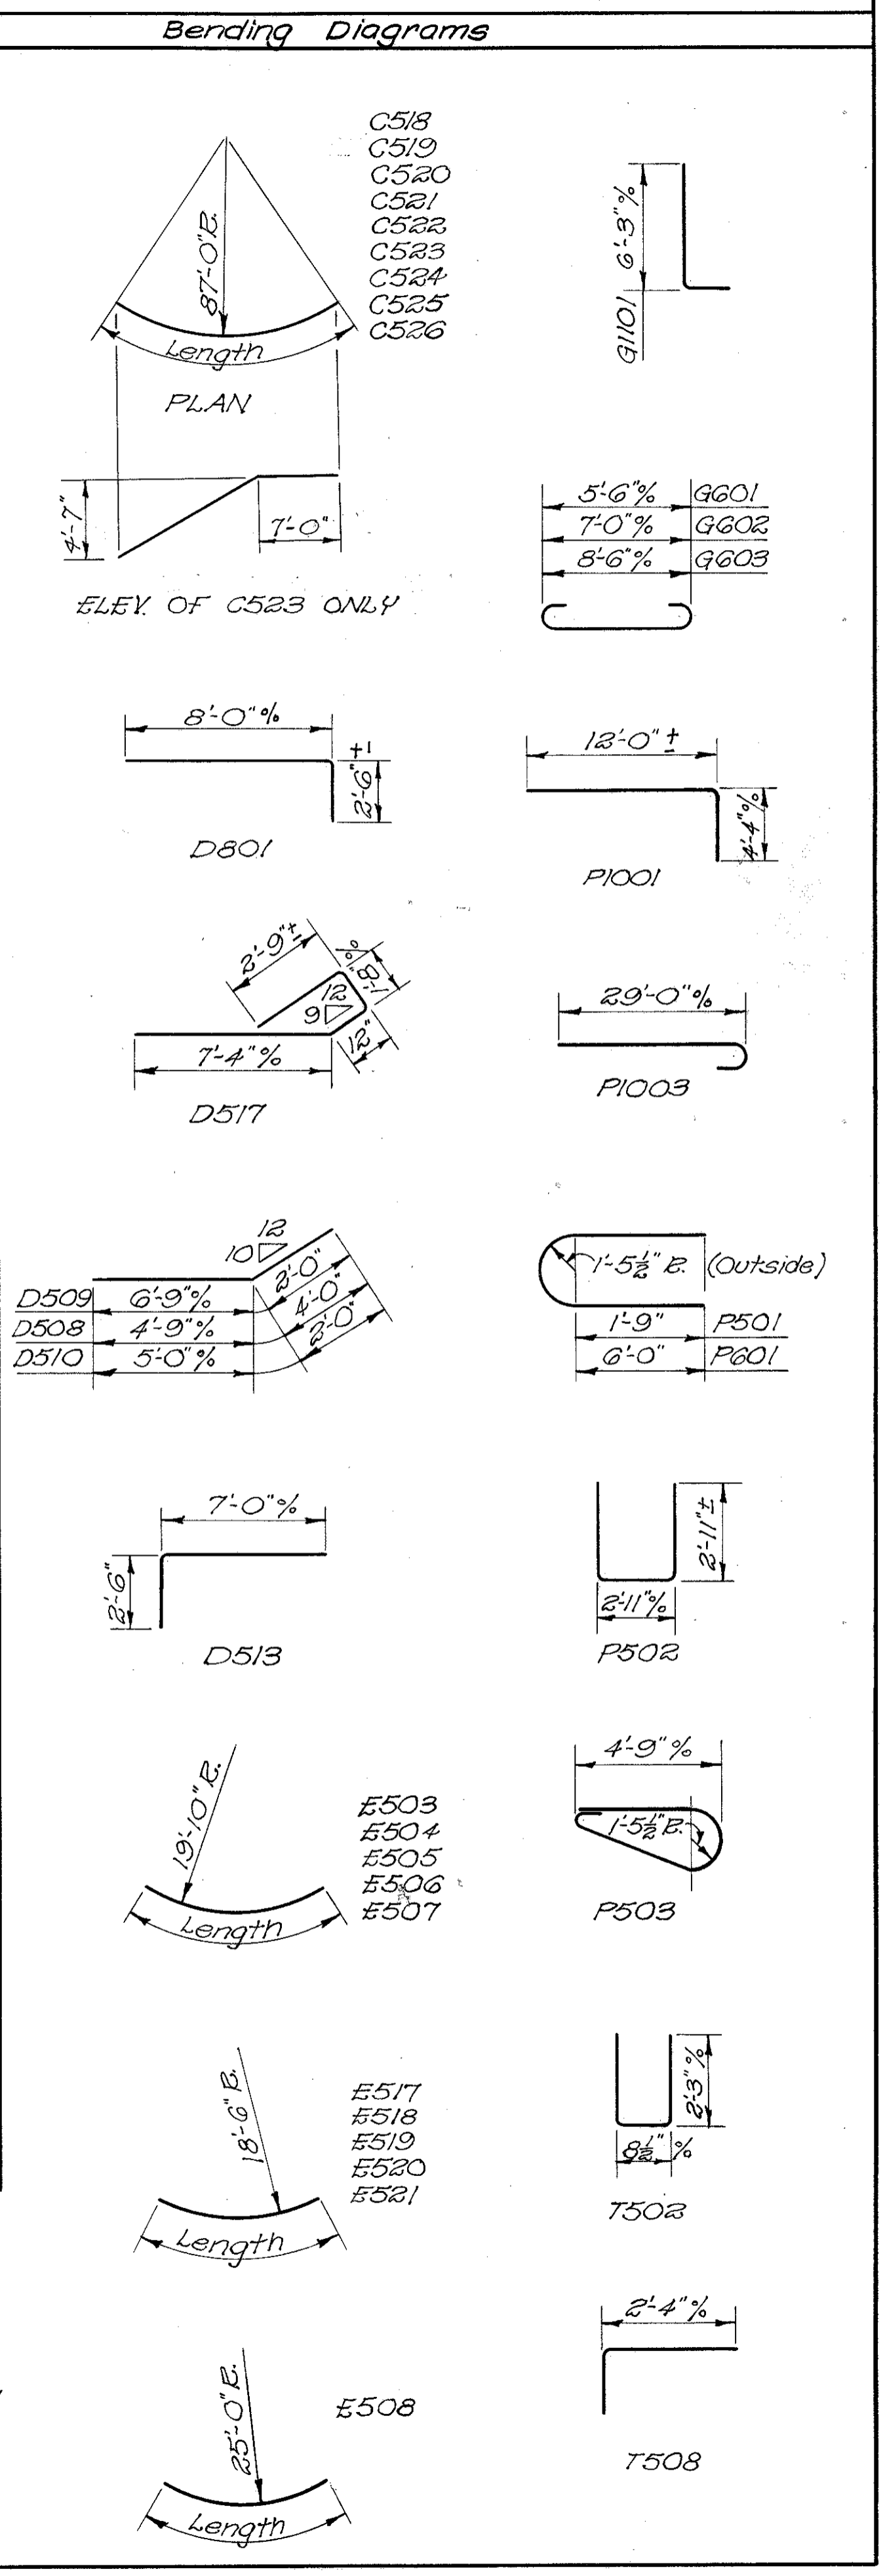 Bending Diagrams
C518
C519
C520
C521
C522
C523
C524
C525
C526
87'-0"R.
Length
PLAN
4'-7"
7'-0"
ELEV. OF C523 ONLY
G1101 6'-3"%
5'-6"% G601
7'-0"% G602
8'-6"% G603
8'-0"%
2'-6"±
D801
12'-0"±
4'-4"%
P1001
2'-9"±
1'-8"%
12
9
12"
7'-4"%
D517
29'-0"%
P1003
12
10
D509 6'-9"% 2'-0"
D508 4'-9"% 4'-0"
D510 5'-0"% 2'-0"
1'-5½" R. (Outside)
1'-9" P501
6'-0" P601
7'-0"%
2'-6"
D513
2'-11"±
2'-11"%
P502
19'-10"R.
Length
E503
E504
E505
E506
E507
4'-9"%
1'-5½"R.
P503
18'-6"R.
Length
E517
E518
E519
E520
E521
2'-3"%
8½"%
T502
25'-0"R.
Length
E508
2'-4"%
T508